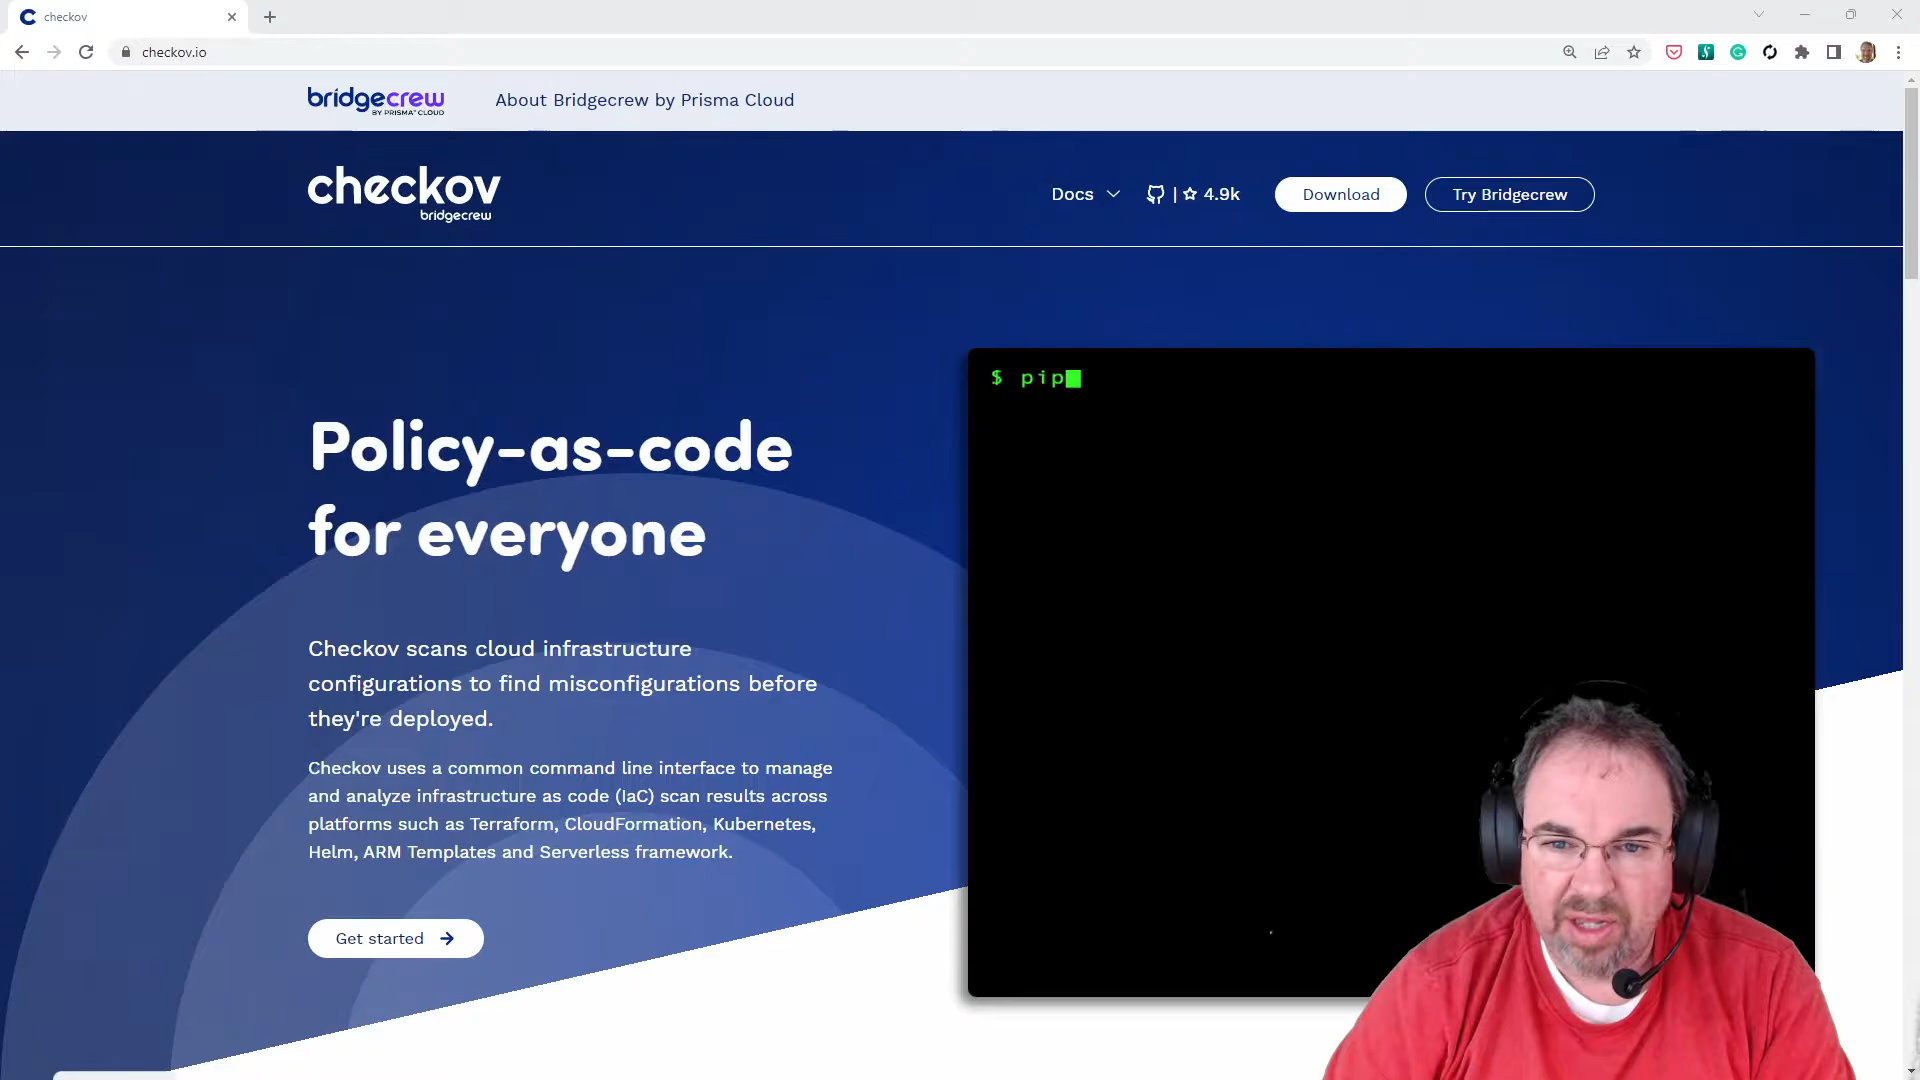 checkov
checkov.io
bridgecrew
BY PRISMA CLOUD
About Bridgecrew by Prisma Cloud
checkov
bridgecrew
Docs
| 4.9k
Download
Try Bridgecrew
$ pip
Policy-as-code
for everyone
Checkov scans cloud infrastructure
configurations to find misconfigurations before
they're deployed.
Checkov uses a common command line interface to manage
and analyze infrastructure as code (IaC) scan results across
platforms such as Terraform, CloudFormation, Kubernetes,
Helm, ARM Templates and Serverless framework.
Get started